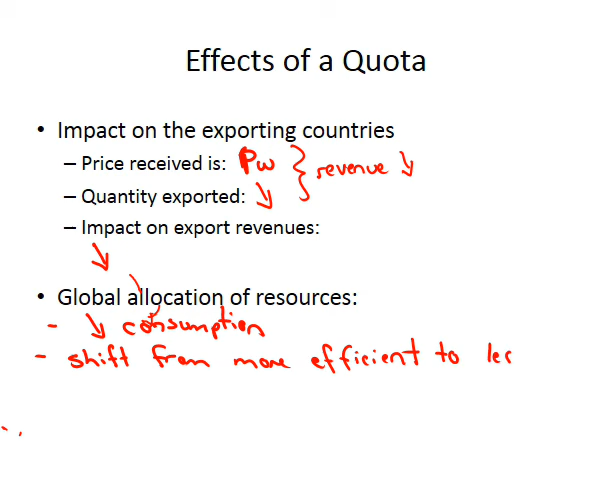 Effects of a Quota
• Impact on the exporting countries
– Price received is: Pw } revenue ↘
– Quantity exported: ↘
– Impact on export revenues:
↘
• Global allocation of resources:
- ↘ consumption
- shift from more efficient to